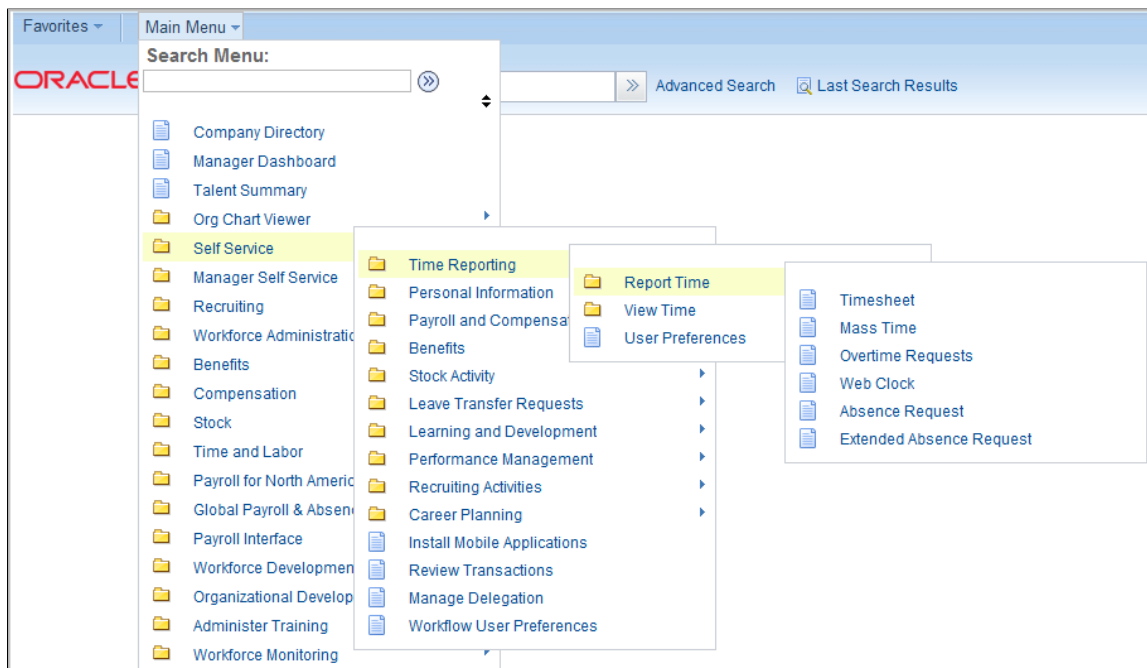 Favorites
Main Menu
Search Menu:
ORACLE
Advanced Search
Last Search Results
Company Directory
Manager Dashboard
Talent Summary
Org Chart Viewer
Self Service
Manager Self Service
Recruiting
Workforce Administratio
Benefits
Compensation
Stock
Time and Labor
Payroll for North Americ
Global Payroll & Absen
Payroll Interface
Workforce Developmen
Organizational Develop
Administer Training
Workforce Monitoring
Time Reporting
Personal Information
Payroll and Compensat
Benefits
Stock Activity
Leave Transfer Requests
Learning and Development
Performance Management
Recruiting Activities
Career Planning
Install Mobile Applications
Review Transactions
Manage Delegation
Workflow User Preferences
Report Time
View Time
User Preferences
Timesheet
Mass Time
Overtime Requests
Web Clock
Absence Request
Extended Absence Request